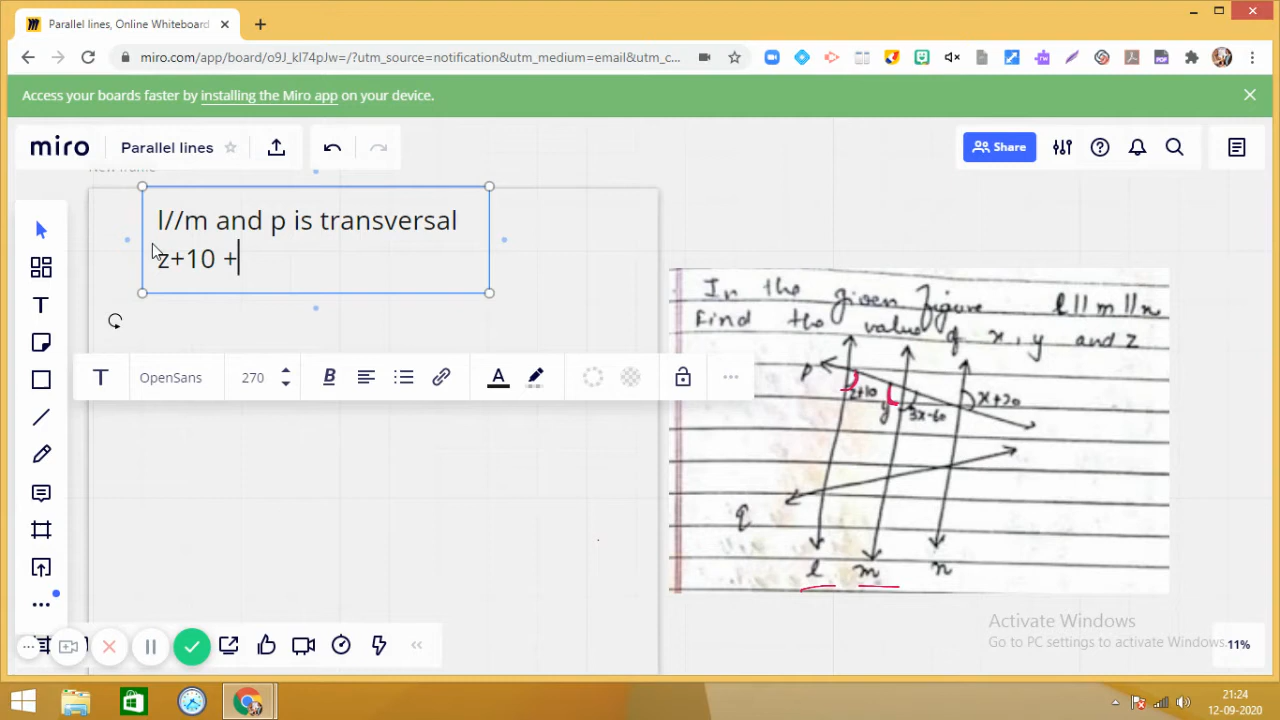 Parallel lines, Online Whiteboard
miro.com/app/board/o9J_kl74pJw=/?utm_source=notification&utm_medium=email&utm_c...
Access your boards faster by installing the Miro app on your device.
miro
Parallel lines
Share
New frame
l//m and p is transversal
z+10 +
T
OpenSans
270
B
A
In the given figure l || m || n
Find the value of x, y and z
p
z+10
y
3x-60
x+20
q
l
m
n
Activate Windows
Go to PC settings to activate Windows.
11%
21:24
12-09-2020